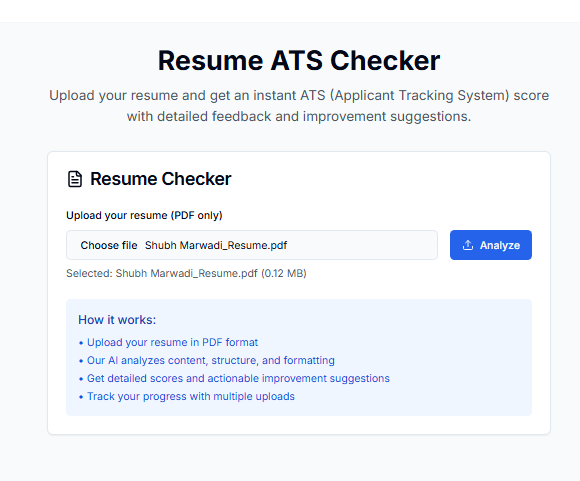 Resume ATS Checker
Upload your resume and get an instant ATS (Applicant Tracking System) score
with detailed feedback and improvement suggestions.
Resume Checker
Upload your resume (PDF only)
Choose file Shubh Marwadi_Resume.pdf
Analyze
Selected: Shubh Marwadi_Resume.pdf (0.12 MB)
How it works:
• Upload your resume in PDF format
• Our AI analyzes content, structure, and formatting
• Get detailed scores and actionable improvement suggestions
• Track your progress with multiple uploads